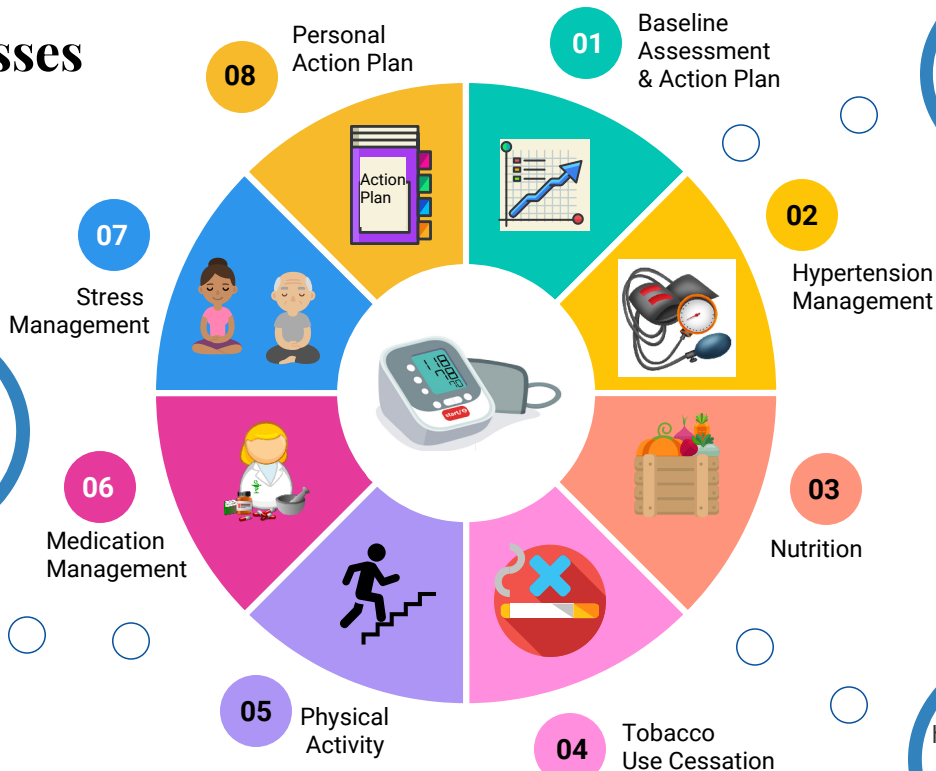 sses
01
Baseline
Assessment
& Action Plan
02
Hypertension
Management
03
Nutrition
04
Tobacco
Use Cessation
05
Physical
Activity
06
Medication
Management
07
Stress
Management
08
Personal
Action Plan
Action
Plan
start/